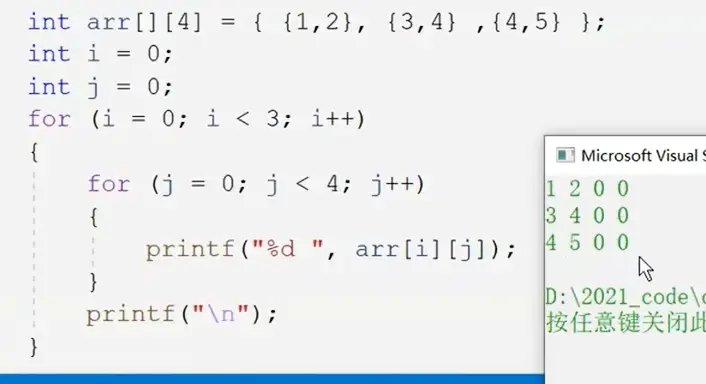 int arr[][4] = { {1,2}, {3,4} ,{4,5} };
int i = 0;
int j = 0;
for (i = 0; i < 3; i++)
{
for (j = 0; j < 4; j++)
{
printf("%d ", arr[i][j]);
}
printf("\n");
}
Microsoft Visual
1 2 0 0
3 4 0 0
4 5 0 0
D:\2021_code\
按任意键关闭此